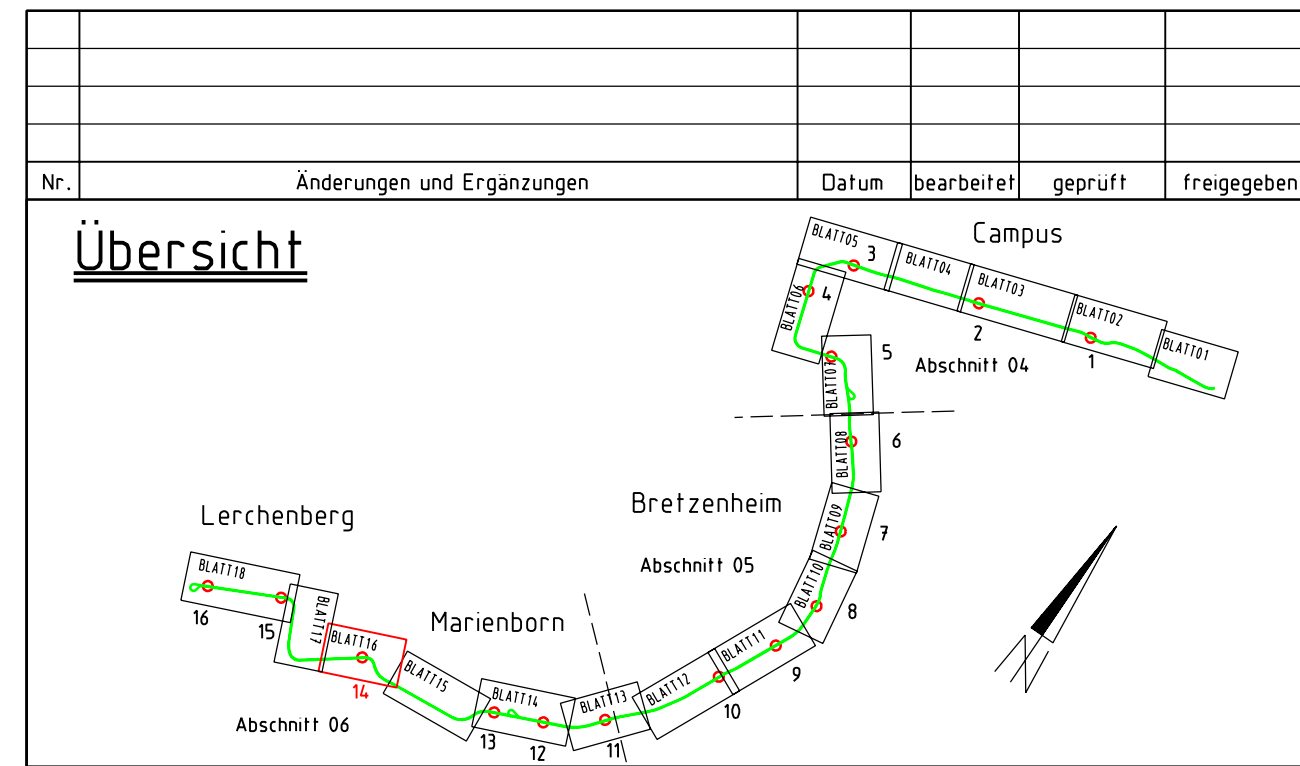 Nr. Änderungen und Ergänzungen Datum bearbeitet geprüft freigegeben
Übersicht
Campus
BLATT05
3
BLATT04
BLATT03
BLATT02
BLATT01
BLATT06
4
2
1
5
Abschnitt 04
BLATT07
BLATT08
6
Bretzenheim
BLATT09
7
Abschnitt 05
BLATT10
8
Lerchenberg
BLATT18
16
15
BLATT17
Marienborn
BLATT16
14
BLATT15
BLATT14
BLATT13
BLATT12
BLATT11
9
10
Abschnitt 06
13
12
11
N